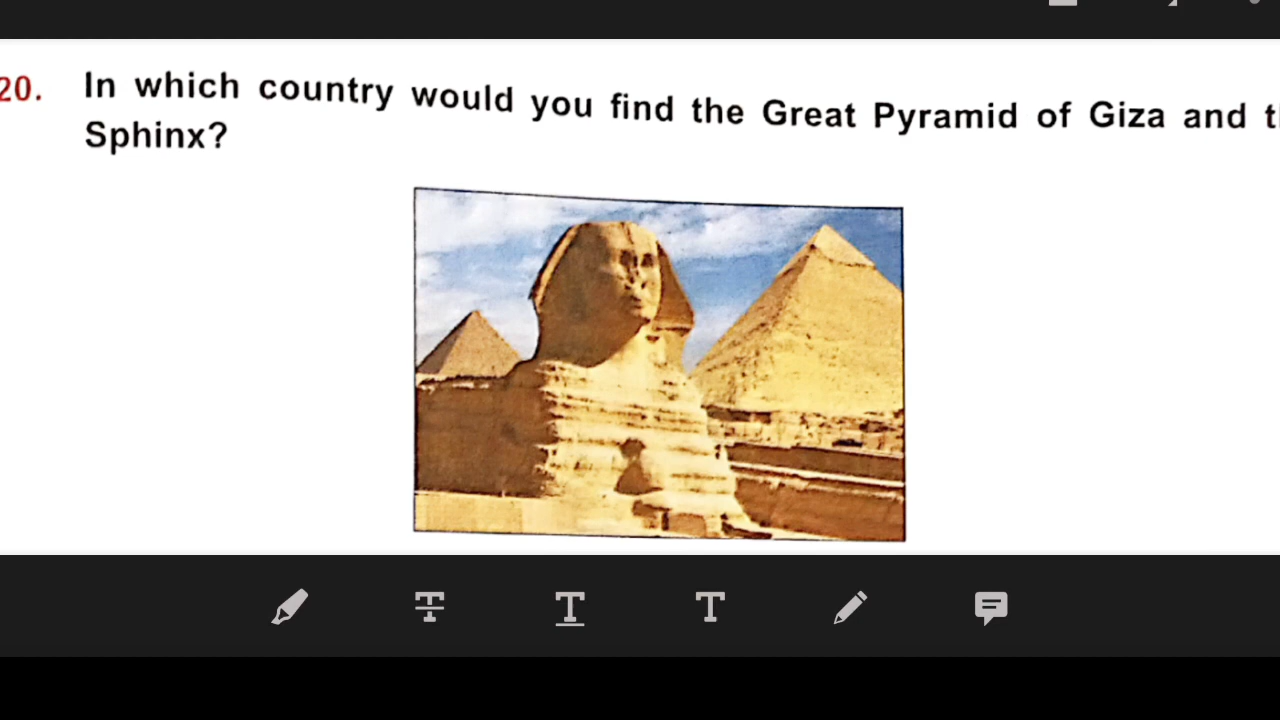 20. In which country would you find the Great Pyramid of Giza and
Sphinx?